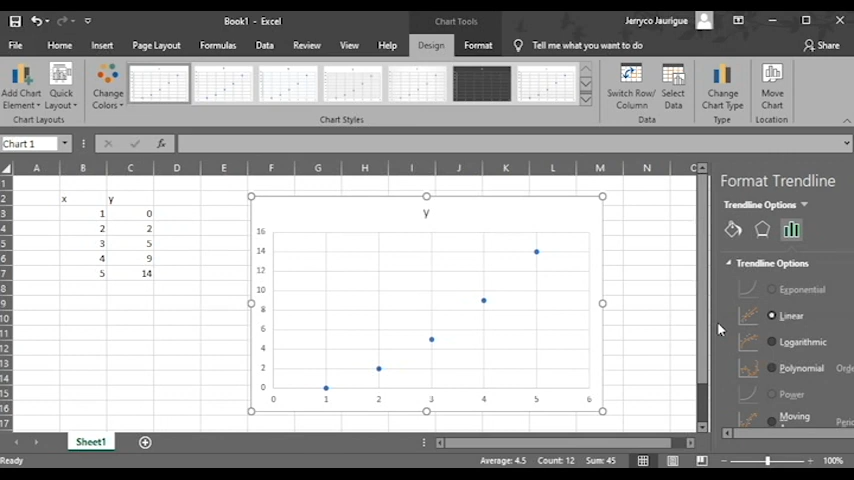 Book1 - Excel
Chart Tools
Jerryco Jaurigue
File Home Insert Page Layout Formulas Data Review View Help Design Format Tell me what you want to do Share
Add Chart Element
Quick Layout
Change Colors
Switch Row/ Column
Select Data
Change Chart Type
Move Chart
Chart Layouts Chart Styles Data Type Location
Chart 1 fx
A B C D E F G H I J K L M N
1
2 x y
3 1 0
4 2 2
5 3 5
6 4 9
7 5 14
8
9
10
11
12
13
14
15
16
17
y
16
14
12
10
8
6
4
2
0
0 1 2 3 4 5 6
Format Trendline
Trendline Options
Trendline Options
Exponential
Linear
Logarithmic
Polynomial Orde
Power
Moving Perio
Sheet1
Ready Average: 4.5 Count: 12 Sum: 45 100%